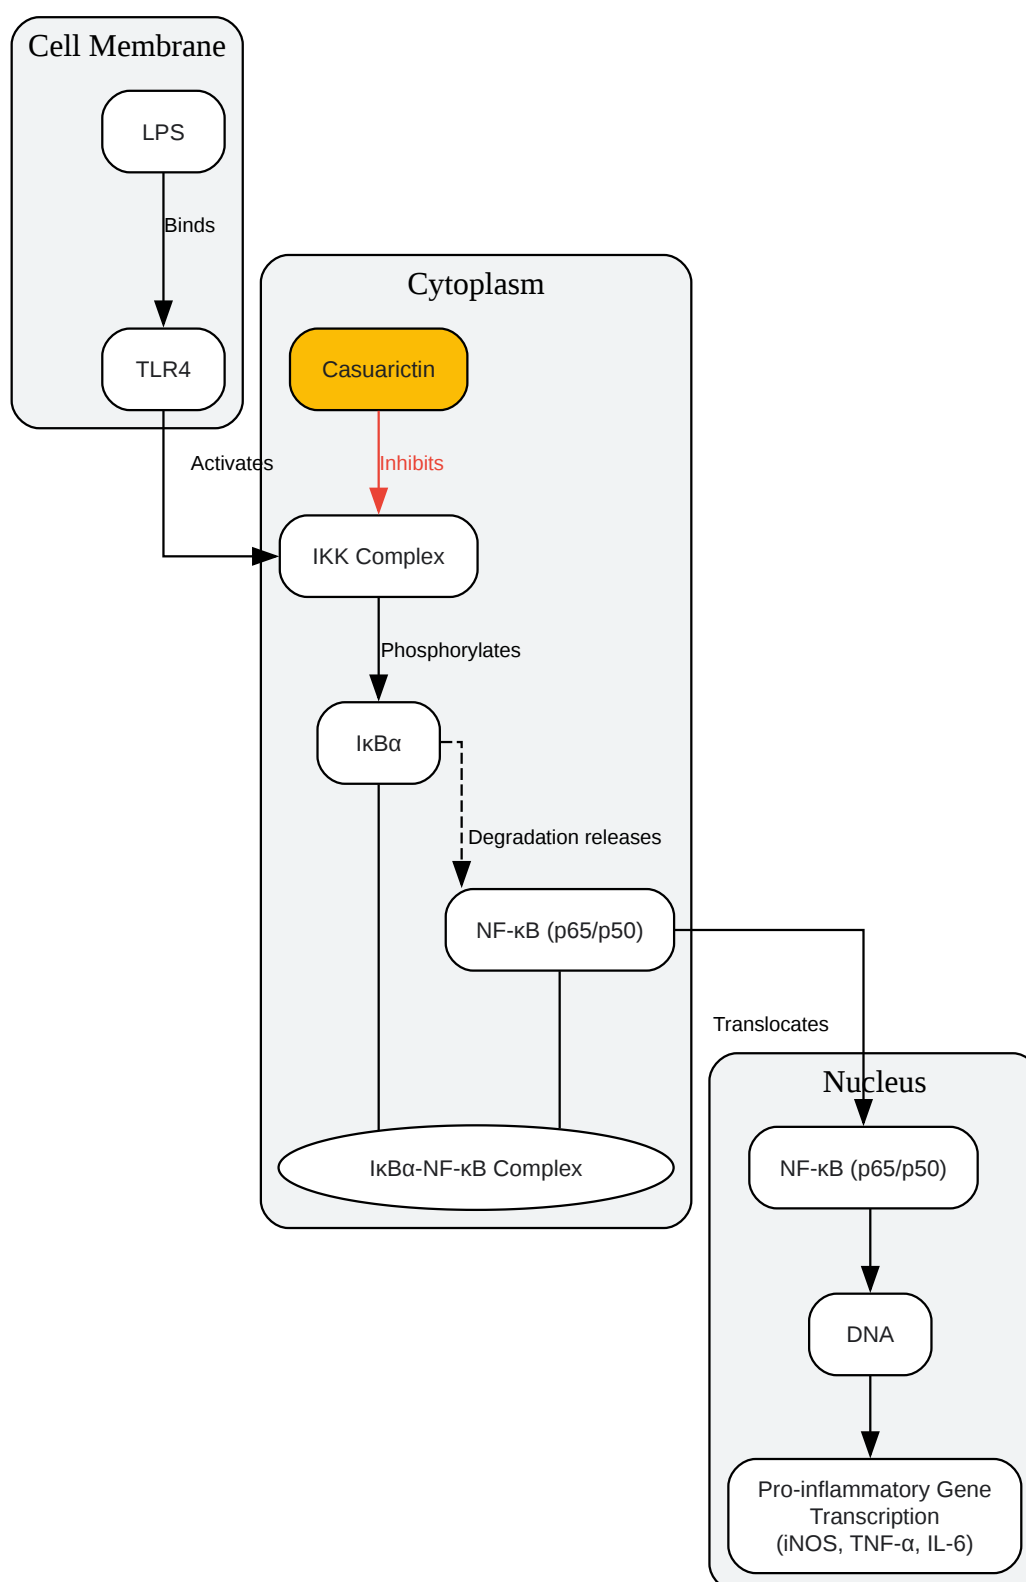 Cell Membrane
LPS
Binds
TLR4
Activates
Cytoplasm
Casuarictin
Inhibits
IKK Complex
Phosphorylates
IκBα
Degradation releases
NF-κB (p65/p50)
IκBα-NF-κB Complex
Translocates
Nucleus
NF-κB (p65/p50)
DNA
Pro-inflammatory Gene
Transcription
(iNOS, TNF-α, IL-6)